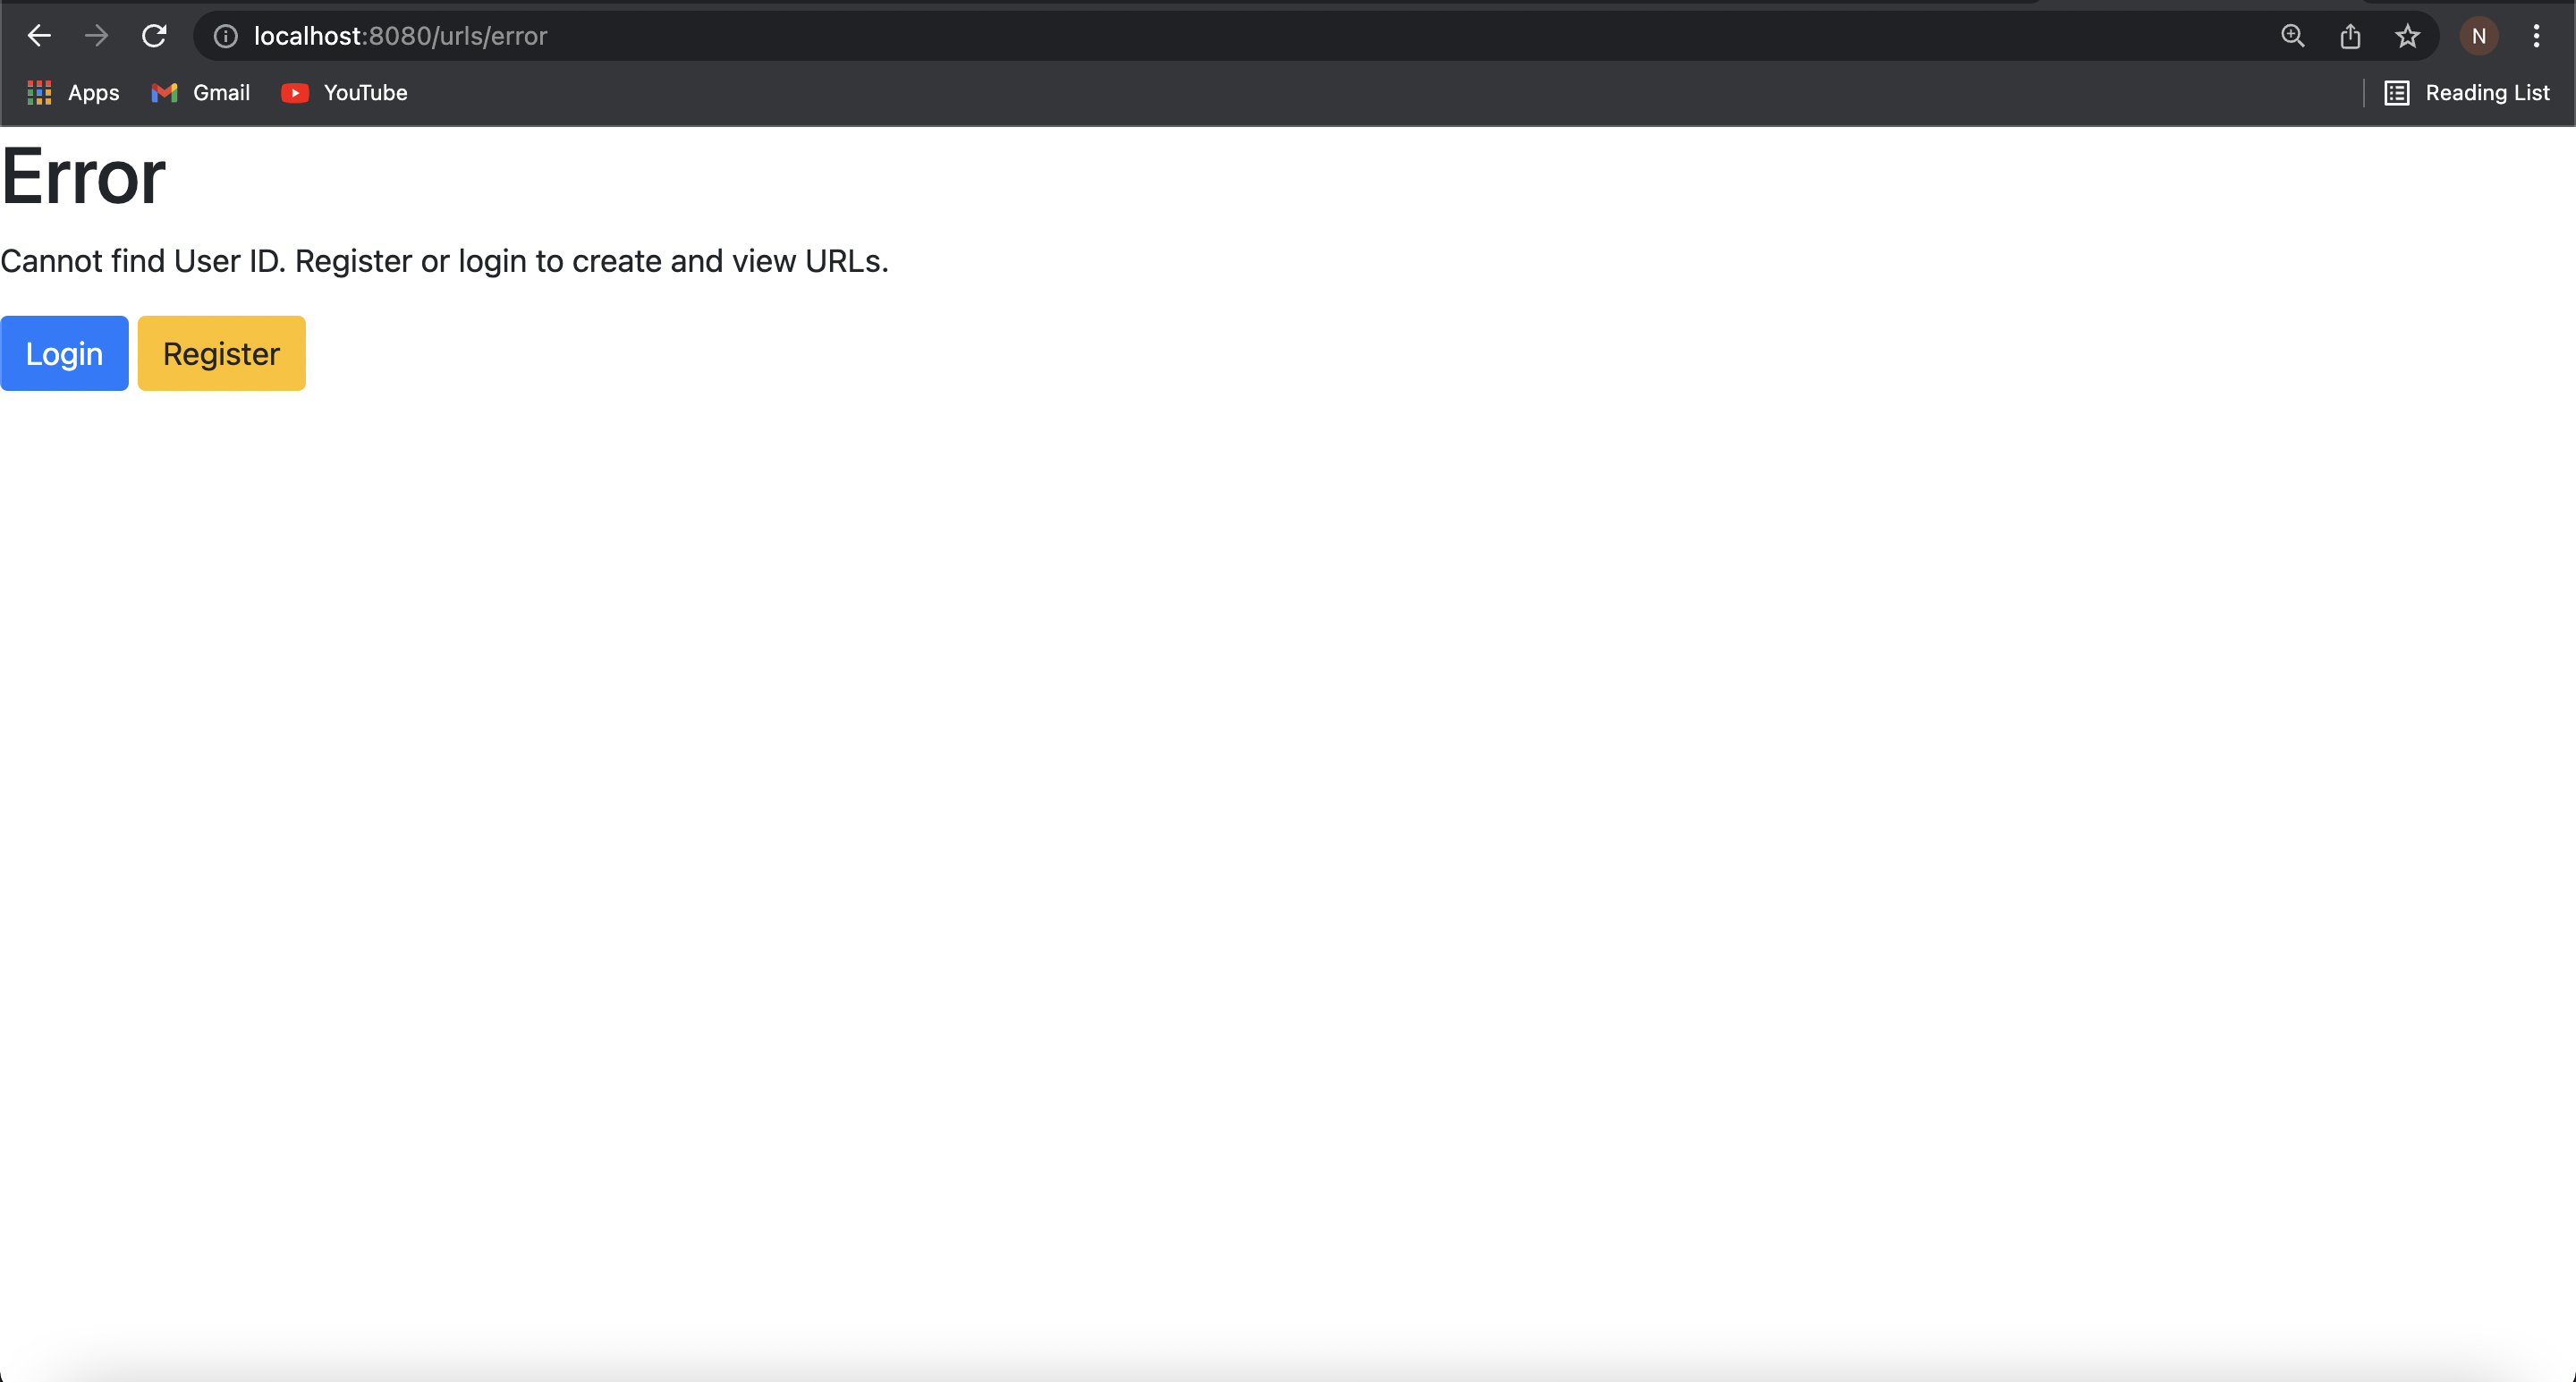 localhost:8080/urls/error
N
Apps Gmail YouTube Reading List
Error
Cannot find User ID. Register or login to create and view URLs.
Login Register